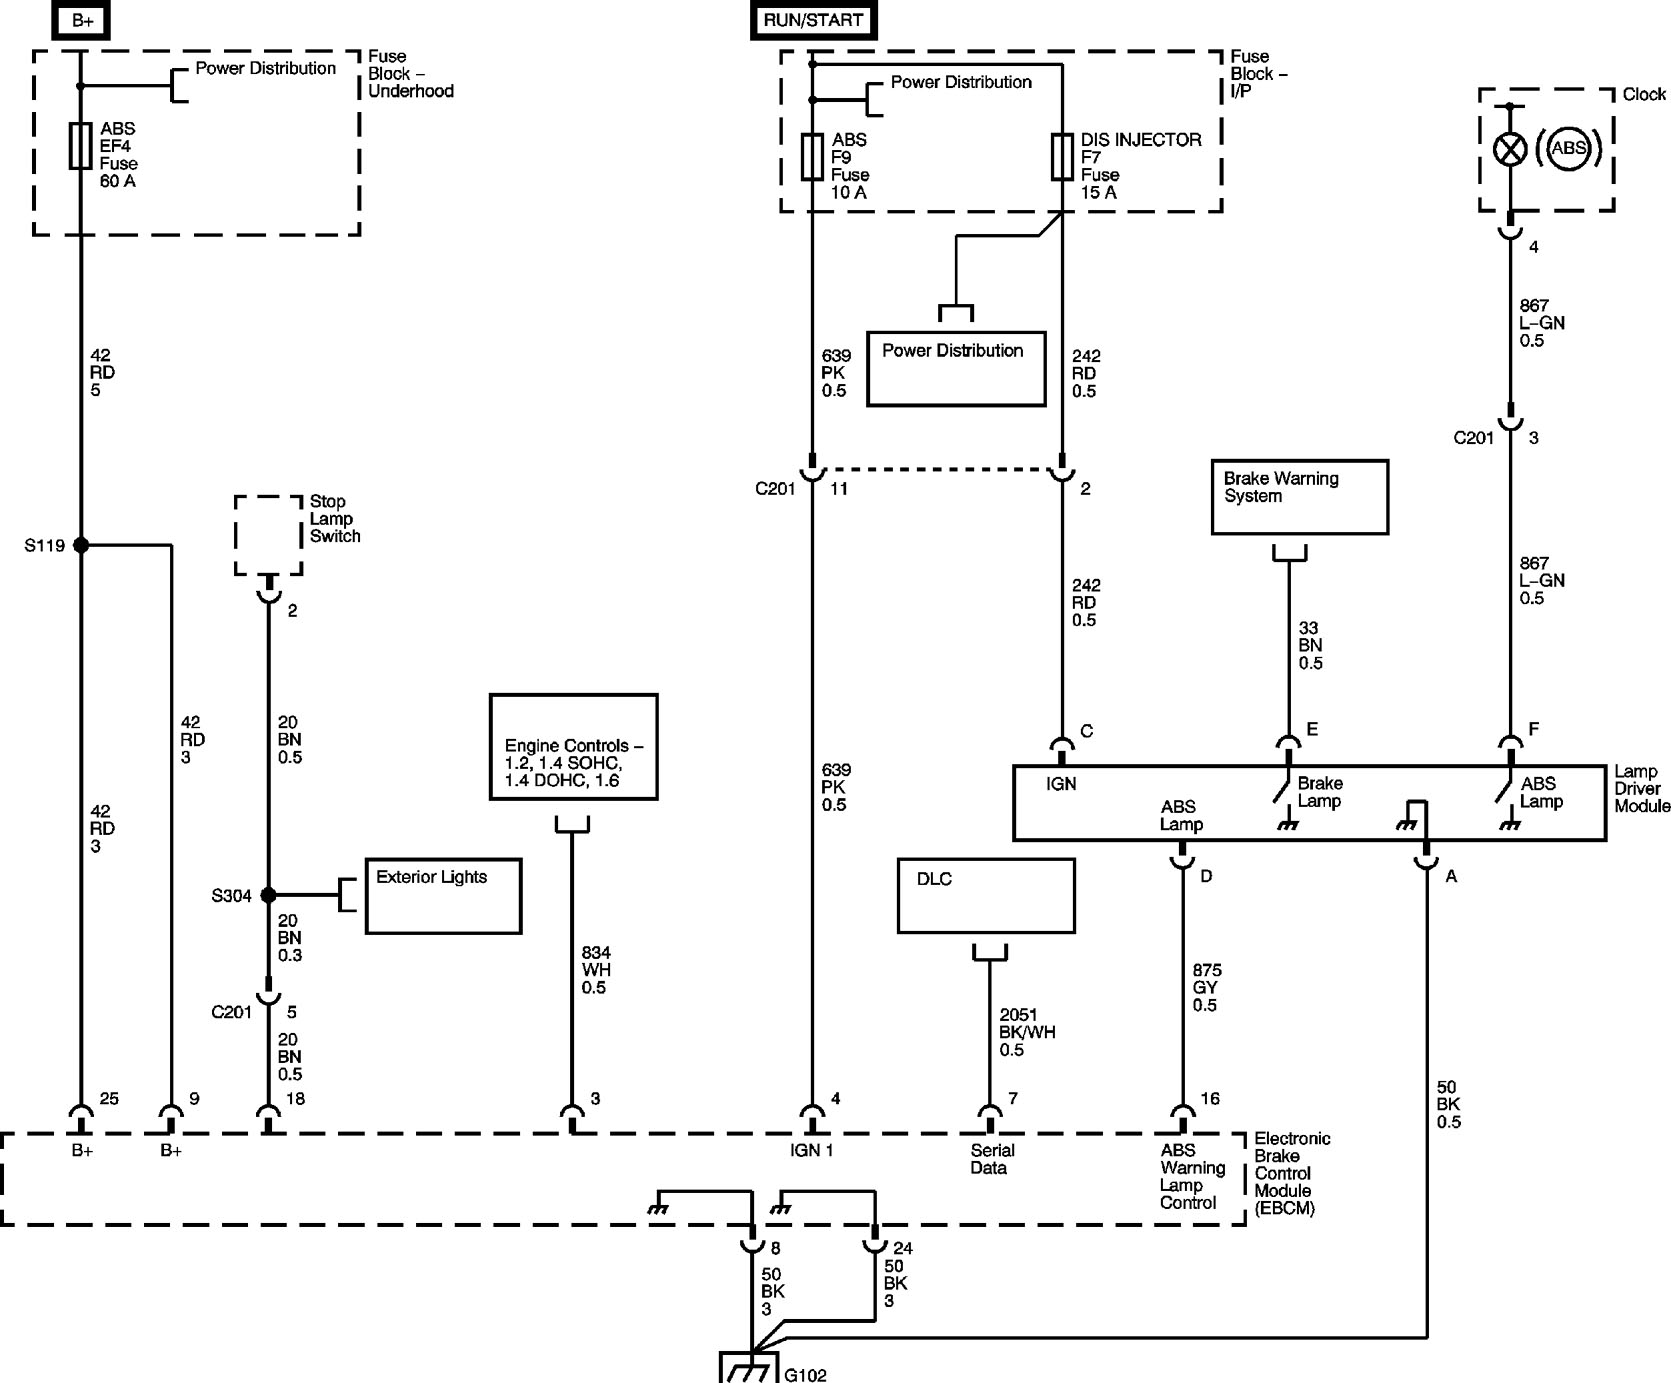 B+
RUN/START
Power Distribution
Fuse
Block –
Underhood
ABS
EF4
Fuse
60 A
Power Distribution
Fuse
Block –
I/P
ABS
F9
Fuse
10 A
DIS INJECTOR
F7
Fuse
15 A
Clock
ABS
4
867
L–GN
0.5
42
RD
5
639
PK
0.5
Power Distribution
242
RD
0.5
C201
3
C201
11
2
Brake Warning
System
Stop
Lamp
Switch
S119
2
242
RD
0.5
867
L–GN
0.5
33
BN
0.5
42
RD
3
20
BN
0.5
Engine Controls –
1.2, 1.4 SOHC,
1.4 DOHC, 1.6
C
E
F
42
RD
3
639
PK
0.5
IGN
ABS
Lamp
Brake
Lamp
ABS
Lamp
Lamp
Driver
Module
S304
Exterior Lights
DLC
D
A
20
BN
0.3
834
WH
0.5
875
GY
0.5
C201
5
2051
BK/WH
0.5
20
BN
0.5
50
BK
0.5
25
9
18
3
4
7
16
B+
B+
IGN 1
Serial
Data
ABS
Warning
Lamp
Control
Electronic
Brake
Control
Module
(EBCM)
8
24
50
BK
3
50
BK
3
G102